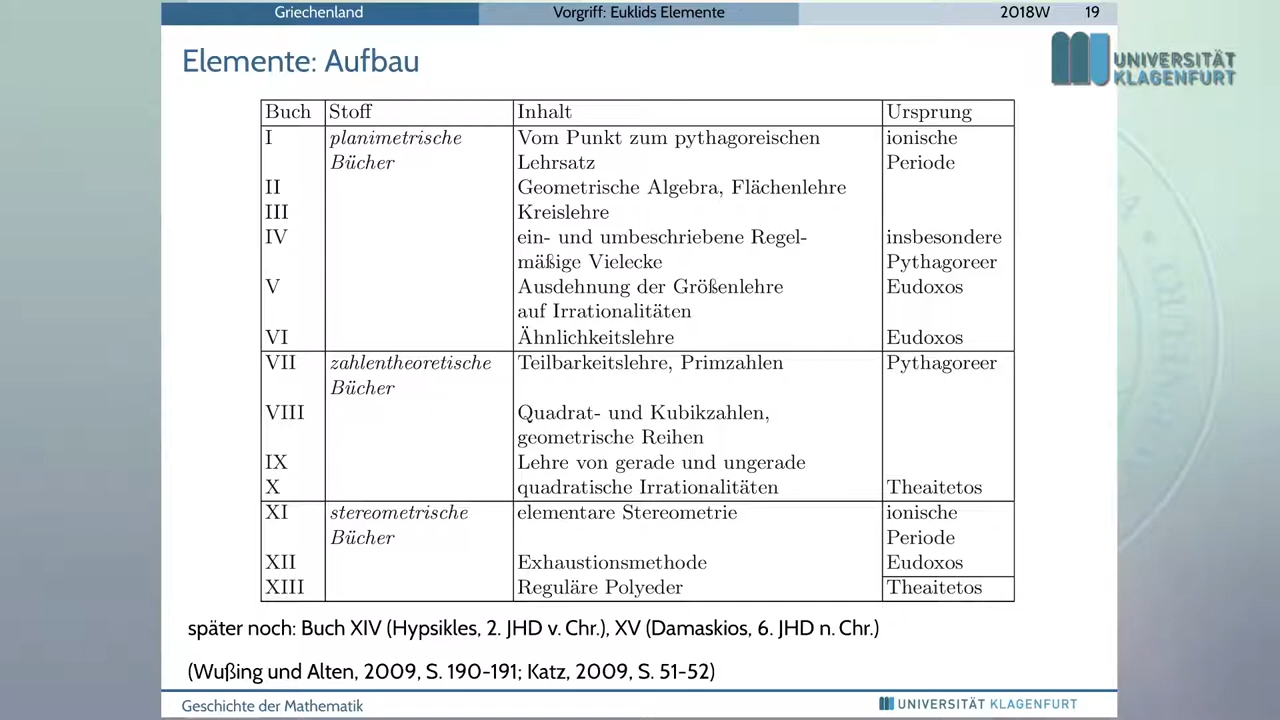 Griechenland Vorgriff: Euklids Elemente 2018W 19
Elemente: Aufbau
UNIVERSITÄT
KLAGENFURT
Buch Stoff Inhalt Ursprung
I planimetrische Vom Punkt zum pythagoreischen ionische
Bücher Lehrsatz Periode
II Geometrische Algebra, Flächenlehre
III Kreislehre
IV ein- und umbeschriebene Regel- insbesondere
mäßige Vielecke Pythagoreer
V Ausdehnung der Größenlehre Eudoxos
auf Irrationalitäten
VI Ähnlichkeitslehre Eudoxos
VII zahlentheoretische Teilbarkeitslehre, Primzahlen Pythagoreer
Bücher
VIII Quadrat- und Kubikzahlen,
geometrische Reihen
IX Lehre von gerade und ungerade
X quadratische Irrationalitäten Theaitetos
XI stereometrische elementare Stereometrie ionische
Bücher Periode
XII Exhaustionsmethode Eudoxos
XIII Reguläre Polyeder Theaitetos
später noch: Buch XIV (Hypsikles, 2. JHD v. Chr.), XV (Damaskios, 6. JHD n. Chr.)
(Wußing und Alten, 2009, S. 190-191; Katz, 2009, S. 51-52)
Geschichte der Mathematik UNIVERSITÄT KLAGENFURT